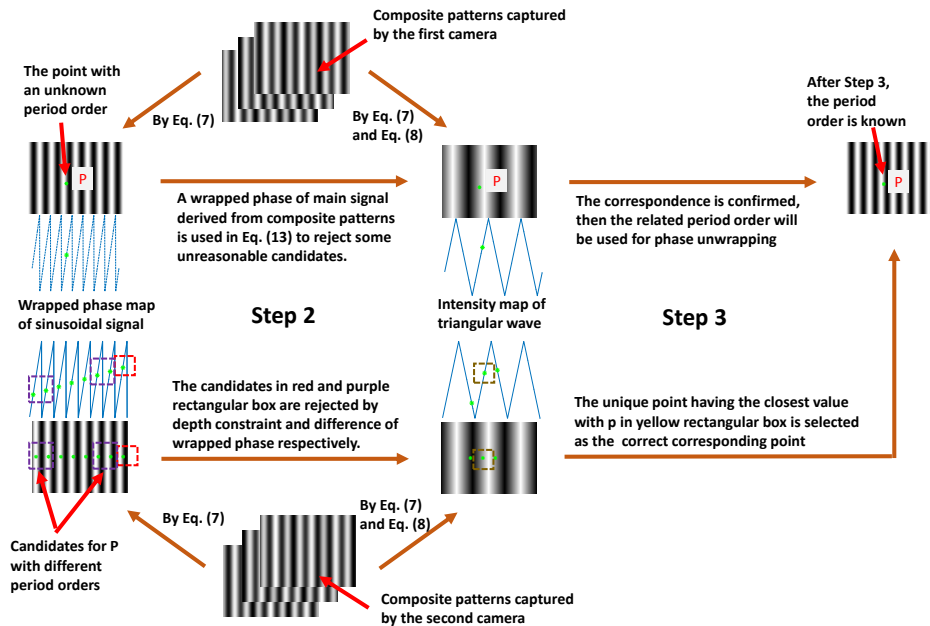 Composite patterns captured
by the first camera
The point with
an unknown
period order
By Eq. (7)
By Eq. (7)
and Eq. (8)
After Step 3,
the period
order is known
P
P
P
A wrapped phase of main signal
derived from composite patterns
is used in Eq. (13) to reject some
unreasonable candidates.
The correspondence is confirmed,
then the related period order will
be used for phase unwrapping
Wrapped phase map
of sinusoidal signal
Step 2
Intensity map of
triangular wave
Step 3
The candidates in red and purple
rectangular box are rejected by
depth constraint and difference of
wrapped phase respectively.
The unique point having the closest value
with p in yellow rectangular box is selected
as the correct corresponding point
By Eq. (7)
By Eq. (7)
and Eq. (8)
Candidates for P
with different
period orders
Composite patterns captured
by the second camera